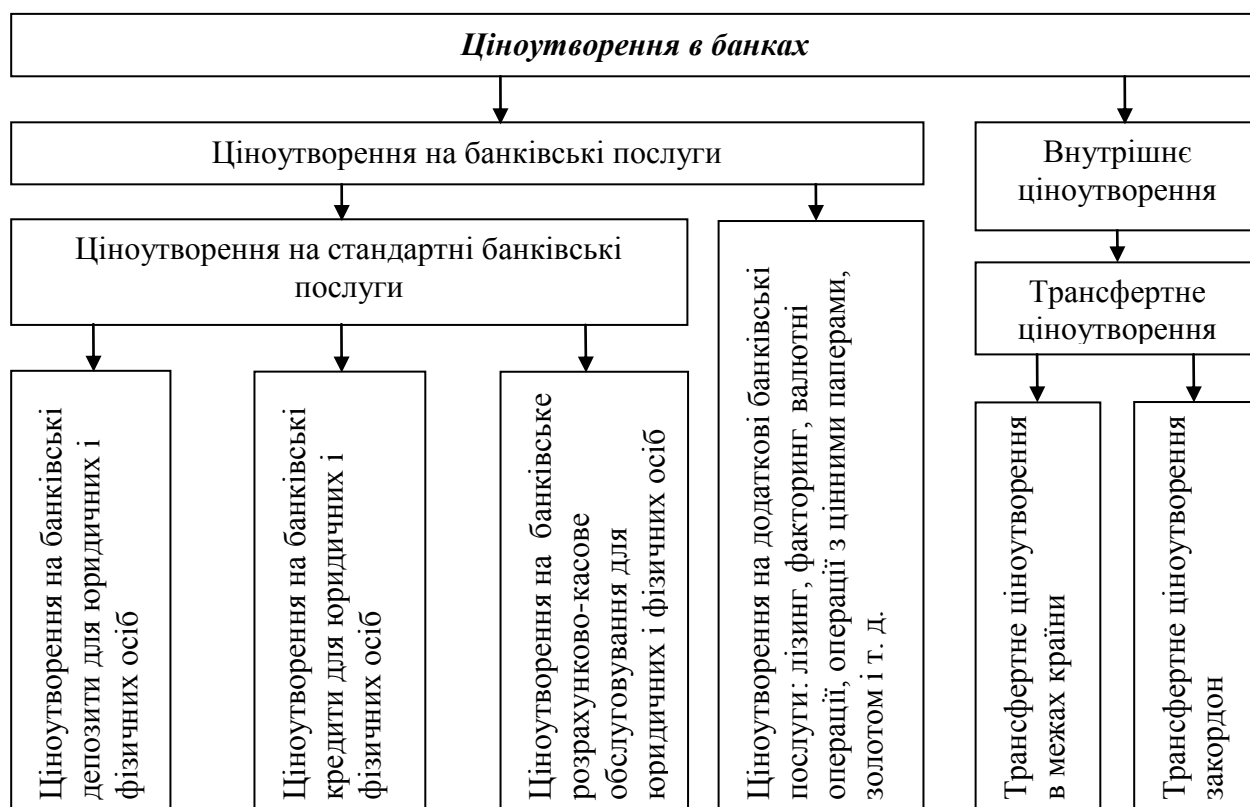 Ціноутворення в банках
Ціноутворення на банківські послуги
Внутрішнє
ціноутворення
Ціноутворення на стандартні банківські
послуги
Трансфертне
ціноутворення
Ціноутворення на банківські
депозити для юридичних і
фізичних осіб
Ціноутворення на банківські
кредити для юридичних і
фізичних осіб
Ціноутворення на банківське
розрахунково-касове
обслуговування для
юридичних і фізичних осіб
Ціноутворення на додаткові банківські
послуги: лізинг, факторинг, валютні
операції, операції з цінними паперами,
золотом і т. д.
Трансфертне ціноутворення
в межах країни
Трансфертне ціноутворення
закордон